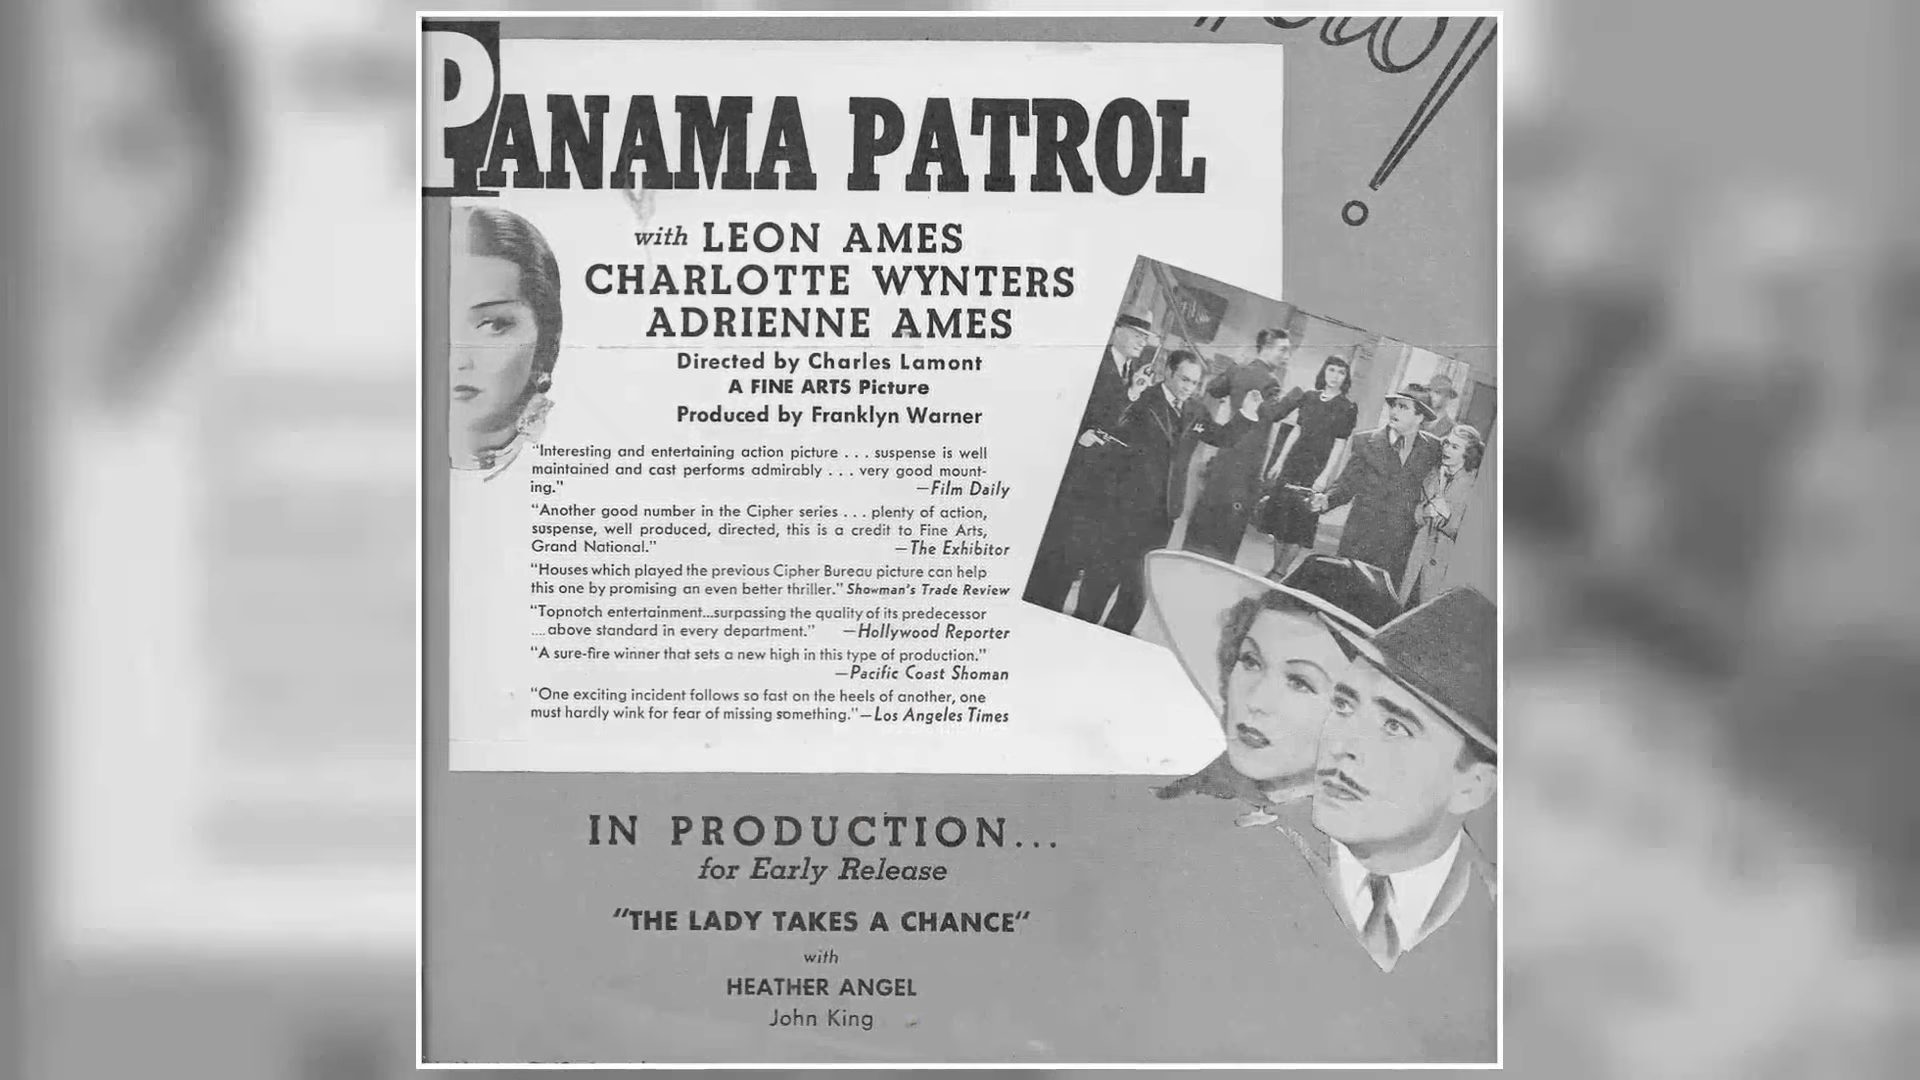 PANAMA PATROL
with LEON AMES
CHARLOTTE WYNTERS
ADRIENNE AMES
Directed by Charles Lamont
A FINE ARTS Picture
Produced by Franklyn Warner
"Interesting and entertaining action picture . . . suspense is well
maintained and cast performs admirably . . . very good mount-
ing." —Film Daily
"Another good number in the Cipher series . . . plenty of action,
suspense, well produced, directed, this is a credit to Fine Arts,
Grand National." —The Exhibitor
"Houses which played the previous Cipher Bureau picture can help
this one by promising an even better thriller." Showman's Trade Review
"Topnotch entertainment...surpassing the quality of its predecessor
.... above standard in every department." —Hollywood Reporter
"A sure-fire winner that sets a new high in this type of production."
—Pacific Coast Shoman
"One exciting incident follows so fast on the heels of another, one
must hardly wink for fear of missing something."—Los Angeles Times
IN PRODUCTION...
for Early Release
"THE LADY TAKES A CHANCE"
with
HEATHER ANGEL
John King